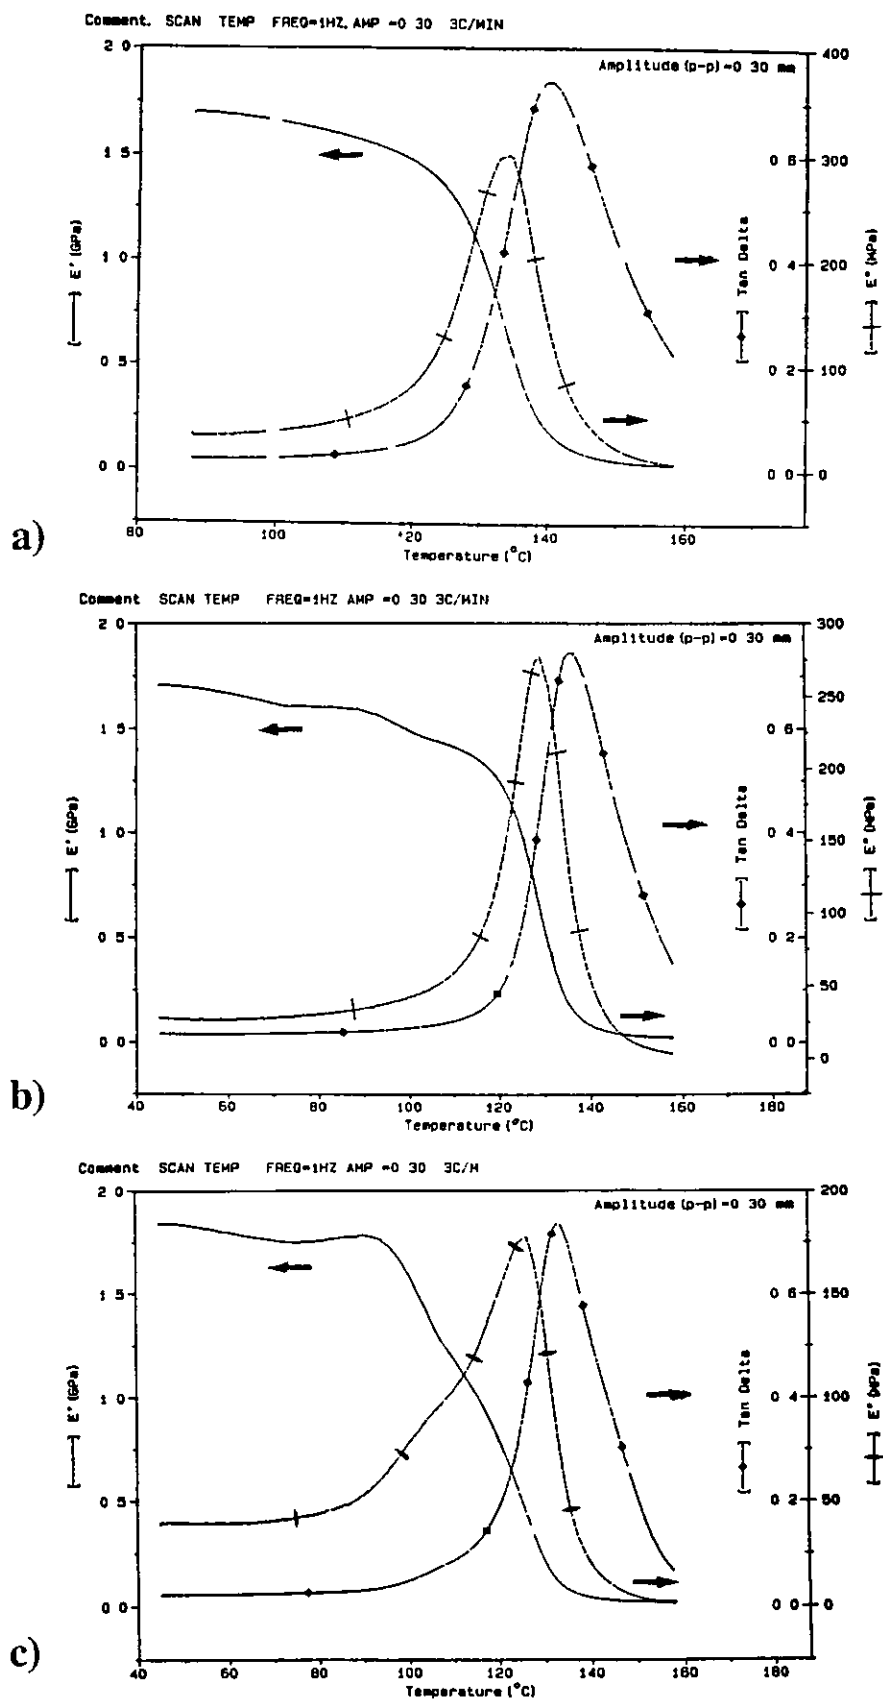 Comment. SCAN TEMP FREQ=1HZ, AMP =0 30 3C/MIN
Amplitude (p-p) =0 30 mm
2 0
1 5
1 0
0 5
0 0
[——] E' (GPa)
0 6
0 4
0 2
0 0
[—◆—] Tan Delta
400
300
200
100
0
[--+--] E" (MPa)
80 100 120 140 160
Temperature (°C)
a)
Comment SCAN TEMP FREQ=1HZ AMP =0 30 3C/MIN
Amplitude (p-p) =0 30 mm
2 0
1 5
1 0
0 5
0 0
[——] E' (GPa)
0 6
0 4
0 2
0 0
[—◆—] Tan Delta
300
250
200
150
100
50
0
[--+--] E" (MPa)
40 60 80 100 120 140 160 180
Temperature (°C)
b)
Comment SCAN TEMP FREQ=1HZ AMP =0 30 3C/M
Amplitude (p-p) =0 30 mm
2 0
1 5
1 0
0 5
0 0
[——] E' (GPa)
0 6
0 4
0 2
0 0
[—◆—] Tan Delta
200
150
100
50
0
[--+--] E" (MPa)
40 60 80 100 120 140 160 180
Temperature (°C)
c)